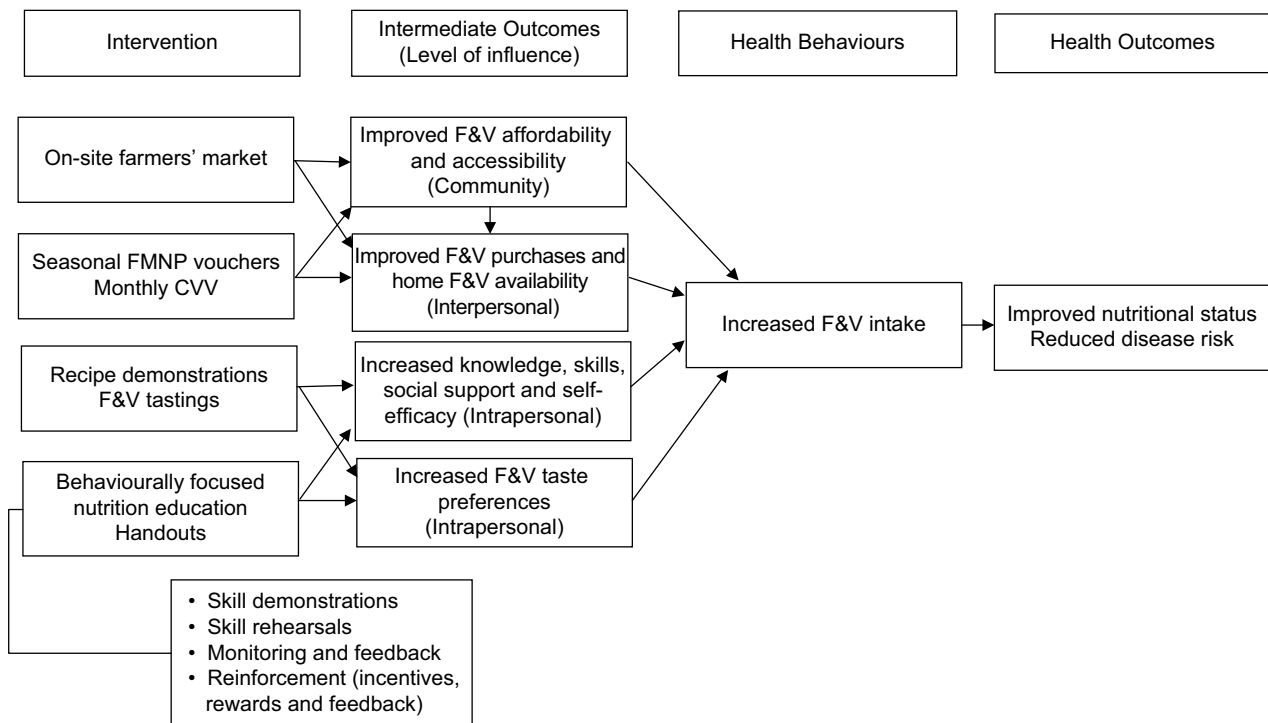 Intervention
Intermediate Outcomes
(Level of influence)
Health Behaviours
Health Outcomes
On-site farmers’ market
Improved F&V affordability
and accessibility
(Community)
Seasonal FMNP vouchers
Monthly CVV
Improved F&V purchases and
home F&V availability
(Interpersonal)
Increased F&V intake
Improved nutritional status
Reduced disease risk
Recipe demonstrations
F&V tastings
Increased knowledge, skills,
social support and self-
efficacy (Intrapersonal)
Behaviourally focused
nutrition education
Handouts
Increased F&V taste
preferences
(Intrapersonal)
• Skill demonstrations
• Skill rehearsals
• Monitoring and feedback
• Reinforcement (incentives,
rewards and feedback)